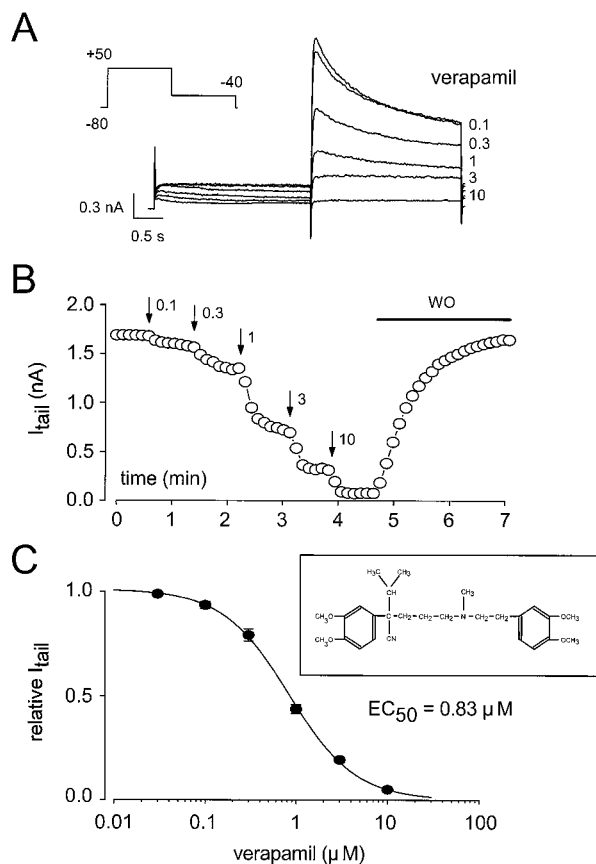 A
+50
-40
-80
verapamil
0.1
0.3
1
3
10
0.3 nA
0.5 s
B
2.0
1.5
1.0
0.5
0.0
I_tail (nA)
0.1
0.3
1
3
10
WO
time (min)
0 1 2 3 4 5 6 7
C
1.0
0.5
0.0
relative I_tail
H₃C CH₃
CH
CH₃O
CH₃O
C—CH₂—CH₂—CH₂—N—CH₂—CH₂
CN
CH₃
OCH₃
OCH₃
EC₅₀ = 0.83 µM
0.01 0.1 1 10 100
verapamil (µM)